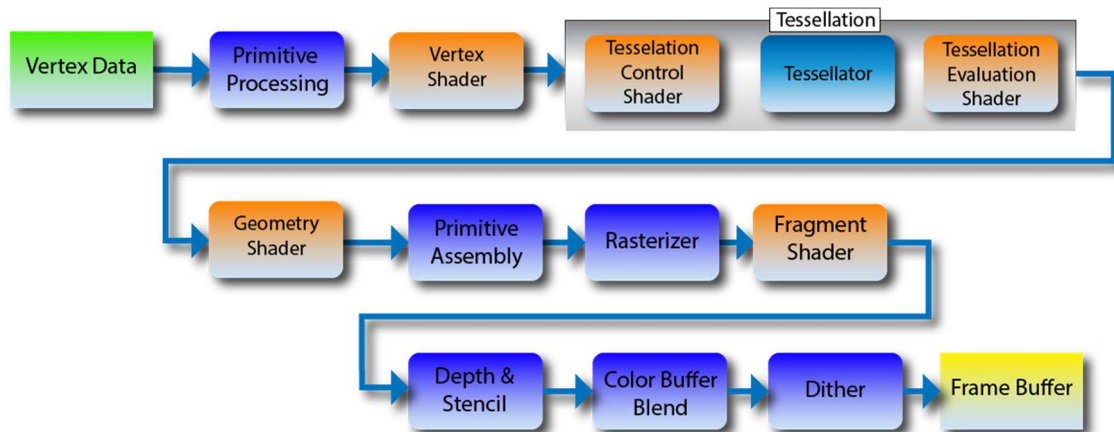 Tessellation
Vertex Data
Primitive
Processing
Vertex
Shader
Tesselation
Control
Shader
Tessellator
Tessellation
Evaluation
Shader
Geometry
Shader
Primitive
Assembly
Rasterizer
Fragment
Shader
Depth &
Stencil
Color Buffer
Blend
Dither
Frame Buffer